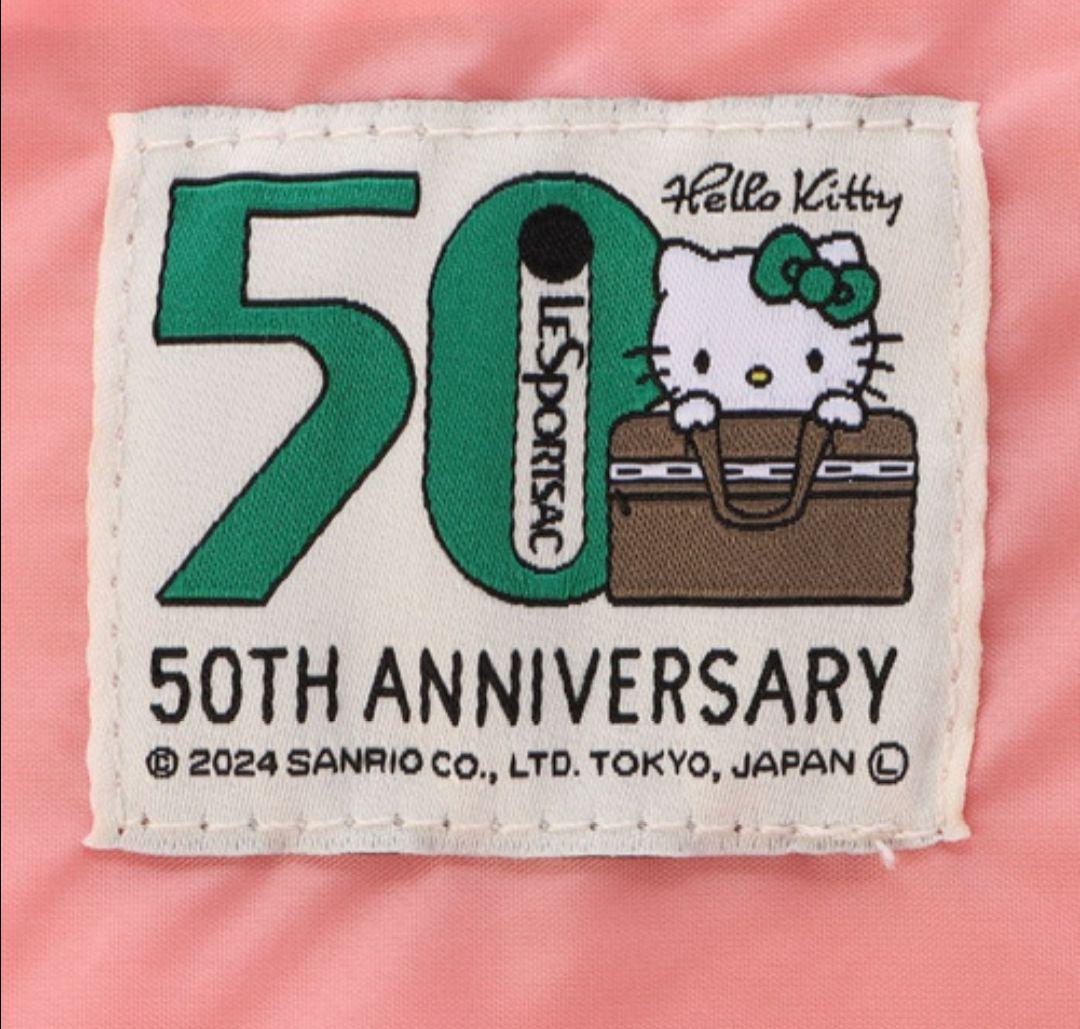 50
Hello Kitty
LESPORTSAC
50TH ANNIVERSARY
© 2024 SANRIO CO., LTD. TOKYO, JAPAN Ⓛ